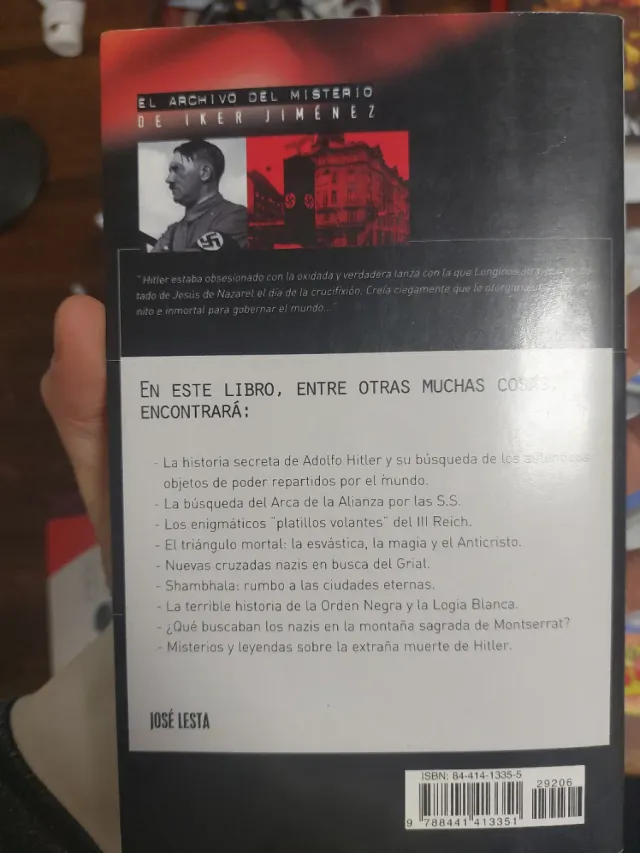 EL ARCHIVO DEL MISTERIO
DE IKER JIMÉNEZ
"Hitler estaba obsesionado con la oxidada y verdadera lanza con la que Longinos
tado de Jesús de Nazaret el día de la crucifixión. Creía ciegamente que le
nito e inmortal para gobernar el mundo..."
EN ESTE LIBRO, ENTRE OTRAS MUCHAS COSAS,
ENCONTRARÁ:
- La historia secreta de Adolfo Hitler y su búsqueda de los auténticos
objetos de poder repartidos por el mundo.
- La búsqueda del Arca de la Alianza por las S.S.
- Los enigmáticos "platillos volantes" del III Reich.
- El triángulo mortal: la esvástica, la magia y el Anticristo.
- Nuevas cruzadas nazis en busca del Grial.
- Shambhala: rumbo a las ciudades eternas.
- La terrible historia de la Orden Negra y la Logia Blanca.
- ¿Qué buscaban los nazis en la montaña sagrada de Montserrat?
- Misterios y leyendas sobre la extraña muerte de Hitler.
JOSÉ LESTA
ISBN: 84-414-1335-5
29206
9 788441 413351